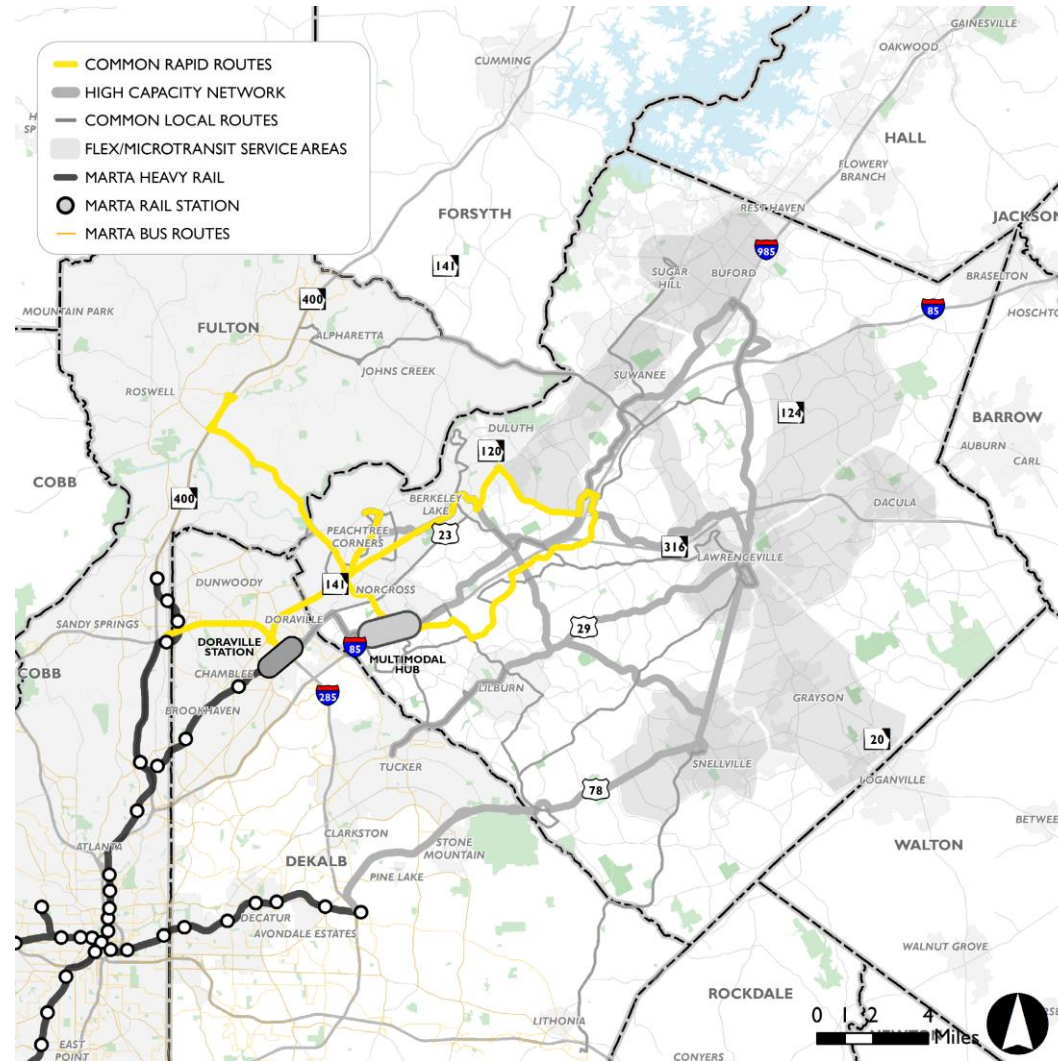 COMMON RAPID ROUTES
HIGH CAPACITY NETWORK
COMMON LOCAL ROUTES
FLEX/MICROTRANSIT SERVICE AREAS
MARTA HEAVY RAIL
MARTA RAIL STATION
MARTA BUS ROUTES
GAINESVILLE
OAKWOOD
CUMMING
HALL
FLOWERY
BRANCH
FORSYTH
REST HAVEN
JACKSON
141
985
SUGAR
HILL
BUFORD
BRASELTON
400
85
MOUNTAIN PARK
HOSCHTO
FULTON
ALPHARETTA
JOHNS CREEK
SUWANEE
ROSWELL
124
BARROW
DULUTH
120
AUBURN
CARL
COBB
400
BERKELEY
LAKE
DACULA
PEACHTREE
CORNERS
23
316
LAWRENCEVILLE
DUNWOODY
141
NORCROSS
SANDY SPRINGS
DORAVILLE
29
DORAVILLE
STATION
85
MULTIMODAL
HUB
COBB
CHAMBLEE
LILBURN
285
GRAYSON
BROOKHAVEN
20
TUCKER
SNELLVILLE
LOGANVILLE
78
BETWEE
CLARKSTON
ATLANTA
STONE
MOUNTAIN
WALTON
DEKALB
PINE LAKE
DECATUR
AVONDALE ESTATES
WALNUT GROVE
ROCKDALE
0 1 2 4
Miles
LITHONIA
EAST
POINT
CONYERS